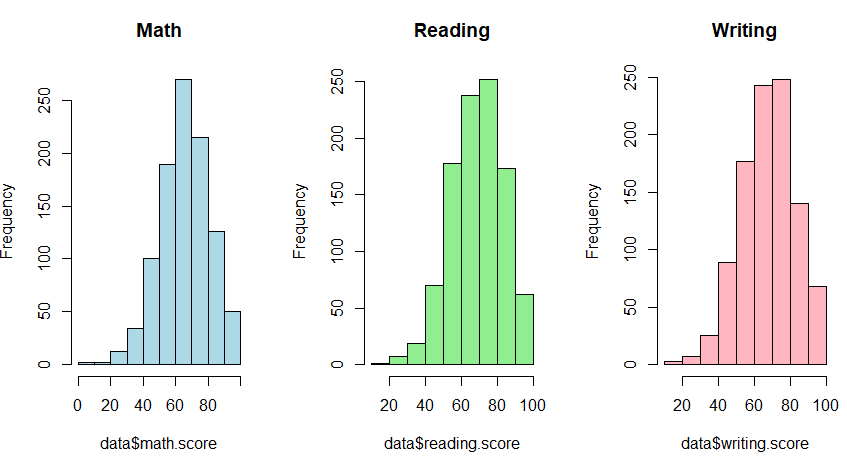 Math
Frequency
0 50 100 150 200 250
0 20 40 60 80
data$math.score
Reading
Frequency
0 50 100 150 200 250
20 40 60 80 100
data$reading.score
Writing
Frequency
0 50 100 150 200 250
20 40 60 80 100
data$writing.score